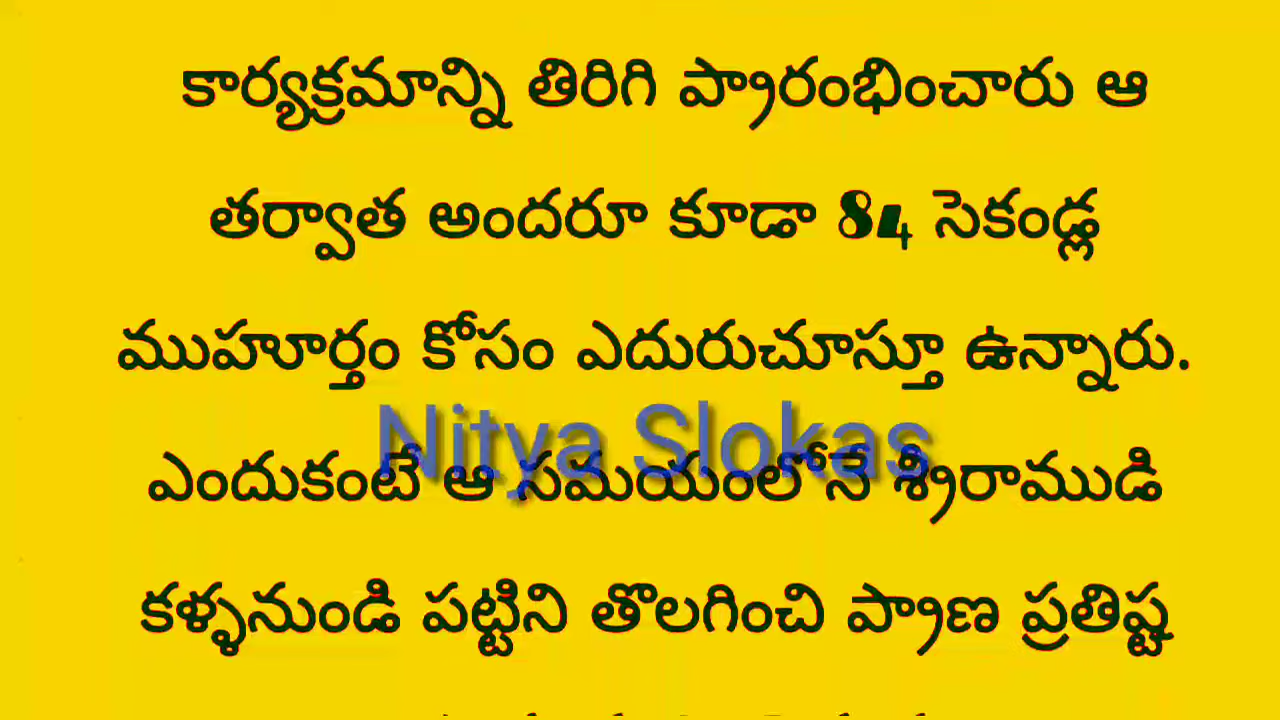 కార్యక్రమాన్ని తిరిగి ప్రారంభించారు ఆ
తర్వాత అందరూ కూడా 84 సెకండ్ల
ముహూర్తం కోసం ఎదురుచూస్తూ ఉన్నారు.
Nitya Slokas
ఎందుకంటే ఆ సమయంలోనే శ్రీరాముడి
కళ్ళనుండి పట్టిని తొలగించి ప్రాణ ప్రతిష్ట